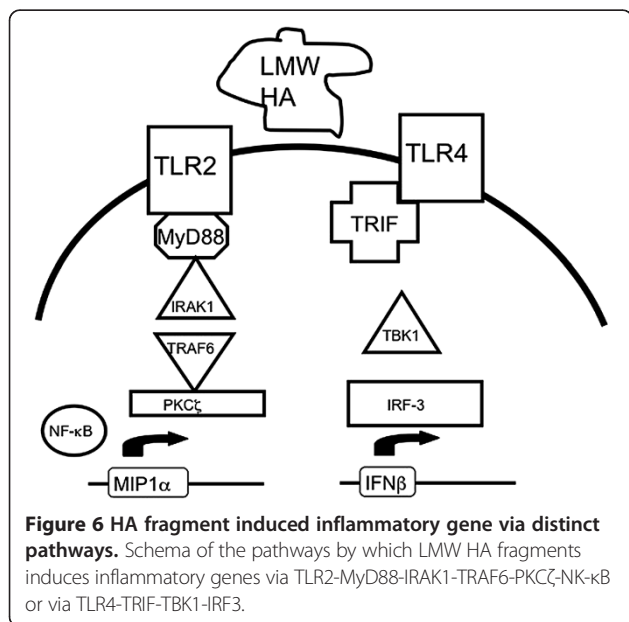 LMW
HA
TLR2
TLR4
MyD88
TRIF
IRAK1
TBK1
TRAF6
PKCζ
IRF-3
NF-κB
MIP1α
IFNβ
Figure 6 HA fragment induced inflammatory gene via distinct
pathways. Schema of the pathways by which LMW HA fragments
induces inflammatory genes via TLR2-MyD88-IRAK1-TRAF6-PKCζ-NK-κB
or via TLR4-TRIF-TBK1-IRF3.